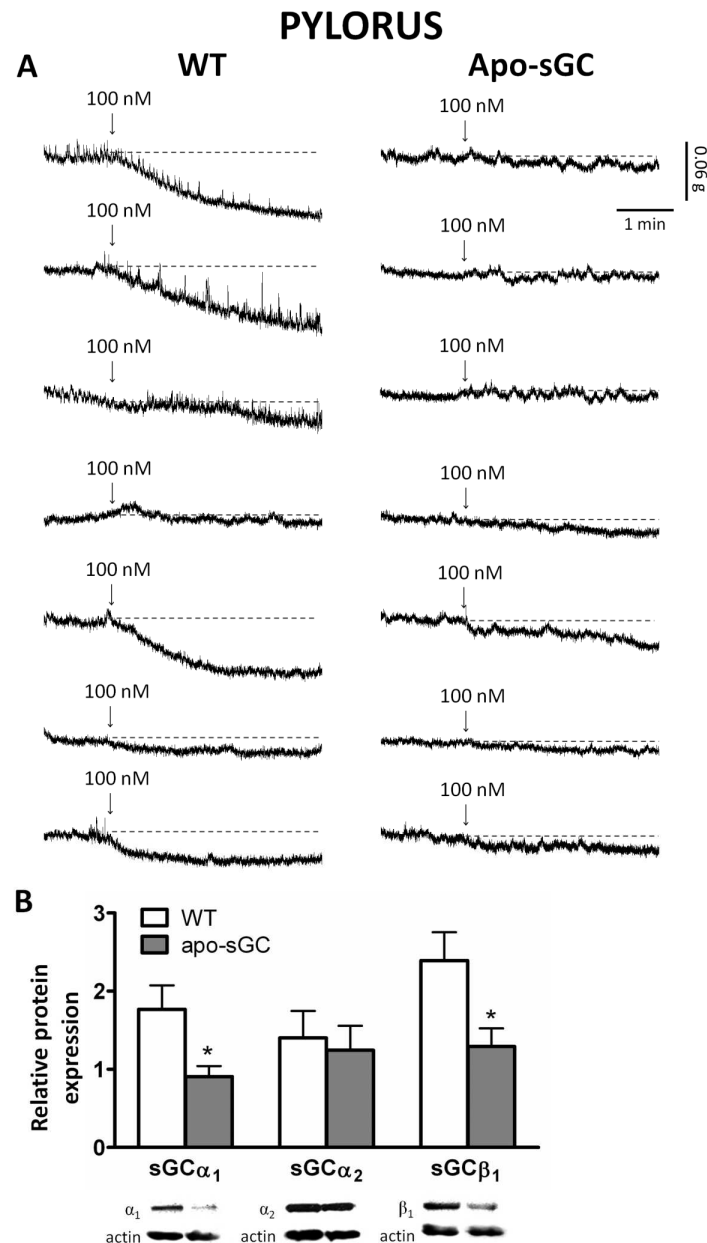 PYLORUS
A
WT
Apo-sGC
100 nM
100 nM
0.06 g
1 min
100 nM
100 nM
100 nM
100 nM
100 nM
100 nM
100 nM
100 nM
100 nM
100 nM
100 nM
100 nM
B
3
2
1
0
Relative protein
expression
WT
apo-sGC
*
*
sGCα1
sGCα2
sGCβ1
α1
α2
β1
actin
actin
actin